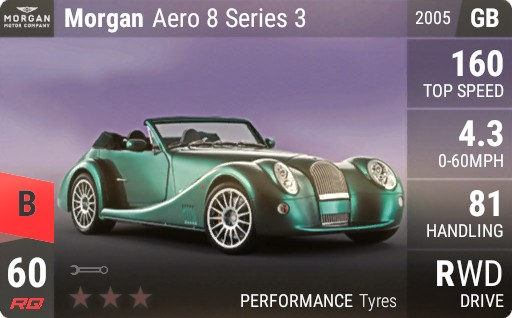 MORGAN
MOTOR COMPANY
Morgan Aero 8 Series 3
2005 GB
160
TOP SPEED
4.3
0-60MPH
81
HANDLING
RWD
DRIVE
B
60
RQ
PERFORMANCE Tyres